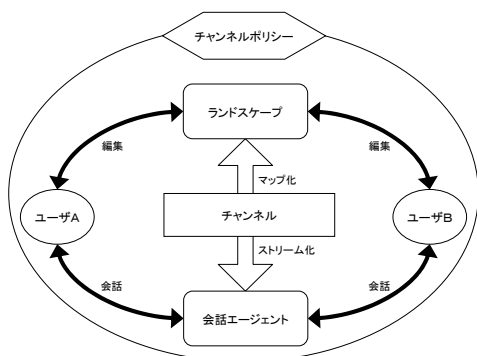 チャンネルポリシー
ランドスケープ
編集
編集
マップ化
ユーザA
チャンネル
ユーザB
ストリーム化
会話
会話
会話エージェント